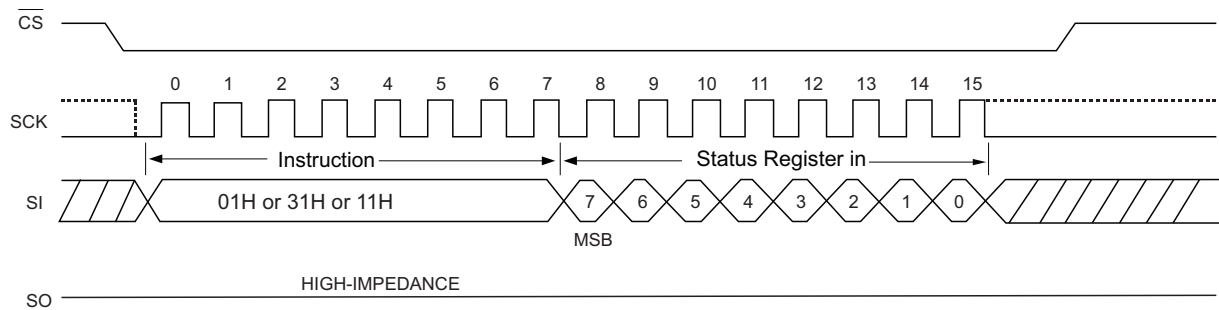 CS
0 1 2 3 4 5 6 7 8 9 10 11 12 13 14 15
SCK
Instruction Status Register in
SI 01H or 31H or 11H 7 6 5 4 3 2 1 0
MSB
HIGH-IMPEDANCE
SO